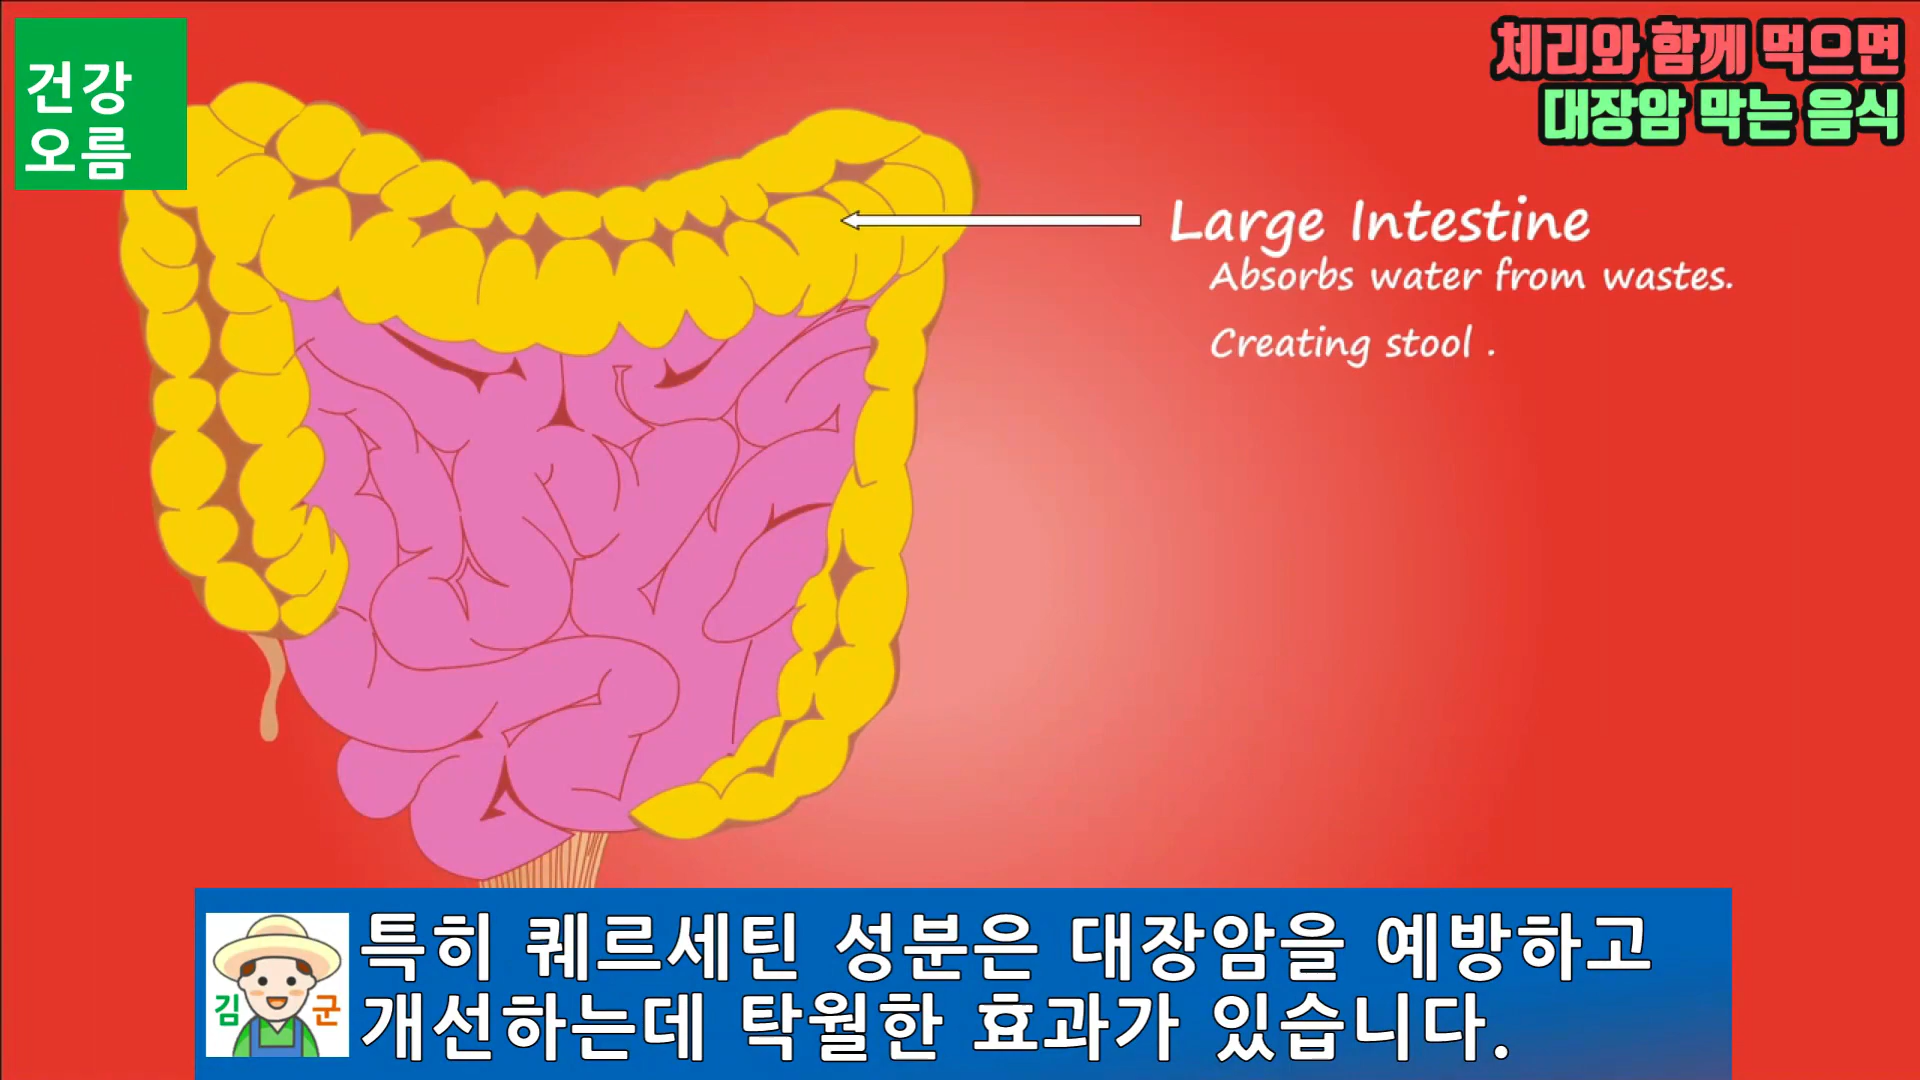 건강
오름
체리와 함께 먹으면
대장암 막는 음식
Large Intestine
Absorbs water from wastes.
Creating stool .
김 군
특히 퀘르세틴 성분은 대장암을 예방하고
개선하는데 탁월한 효과가 있습니다.